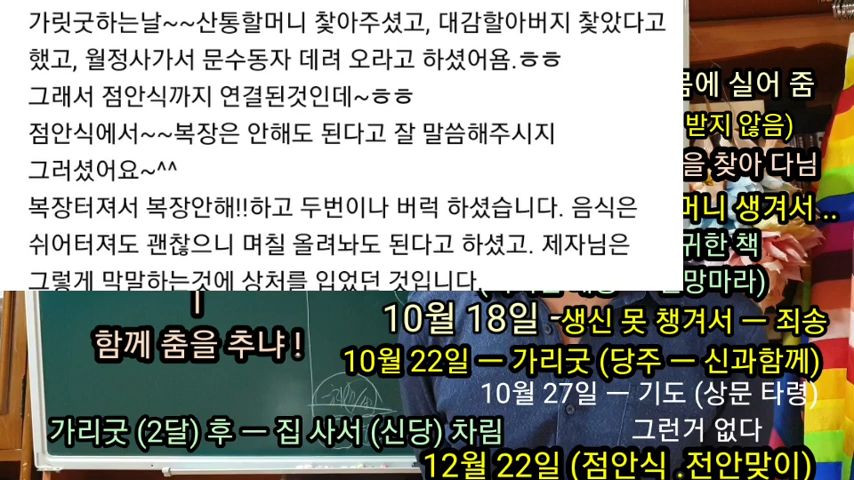 가릿굿하는날~~산통할머니 찾아주셨고, 대감할아버지 찾았다고
했고, 월정사가서 문수동자 데려 오라고 하셨어욤.ㅎㅎ
그래서 점안식까지 연결된것인데~ㅎㅎ
점안식에서~~복장은 안해도 된다고 잘 말씀해주시지
그러셨어요~^^
복장터져서 복장안해!!하고 두번이나 버럭 하셨습니다. 음식은
쉬어터져도 괜찮으니 며칠 올려놔도 된다고 하셨고. 제자님은
그렇게 막말하는것에 상처를 입었던 것입니다
실어 줌
받지 않음)
을 찾아 다님
머니 생겨서...
귀한 책
망마라)
10월 18일 -생신 못 챙겨서 ㅡ 죄송
함께 춤을 추냐 !
10월 22일 ㅡ 가리굿 (당주 ㅡ 신과함께)
10월 27일 ㅡ 기도 (상문 타령)
가리굿 (2달) 후 ㅡ 집 사서 (신당) 차림
그런거 없다
12월 22일 (점안식 .전안맞이)